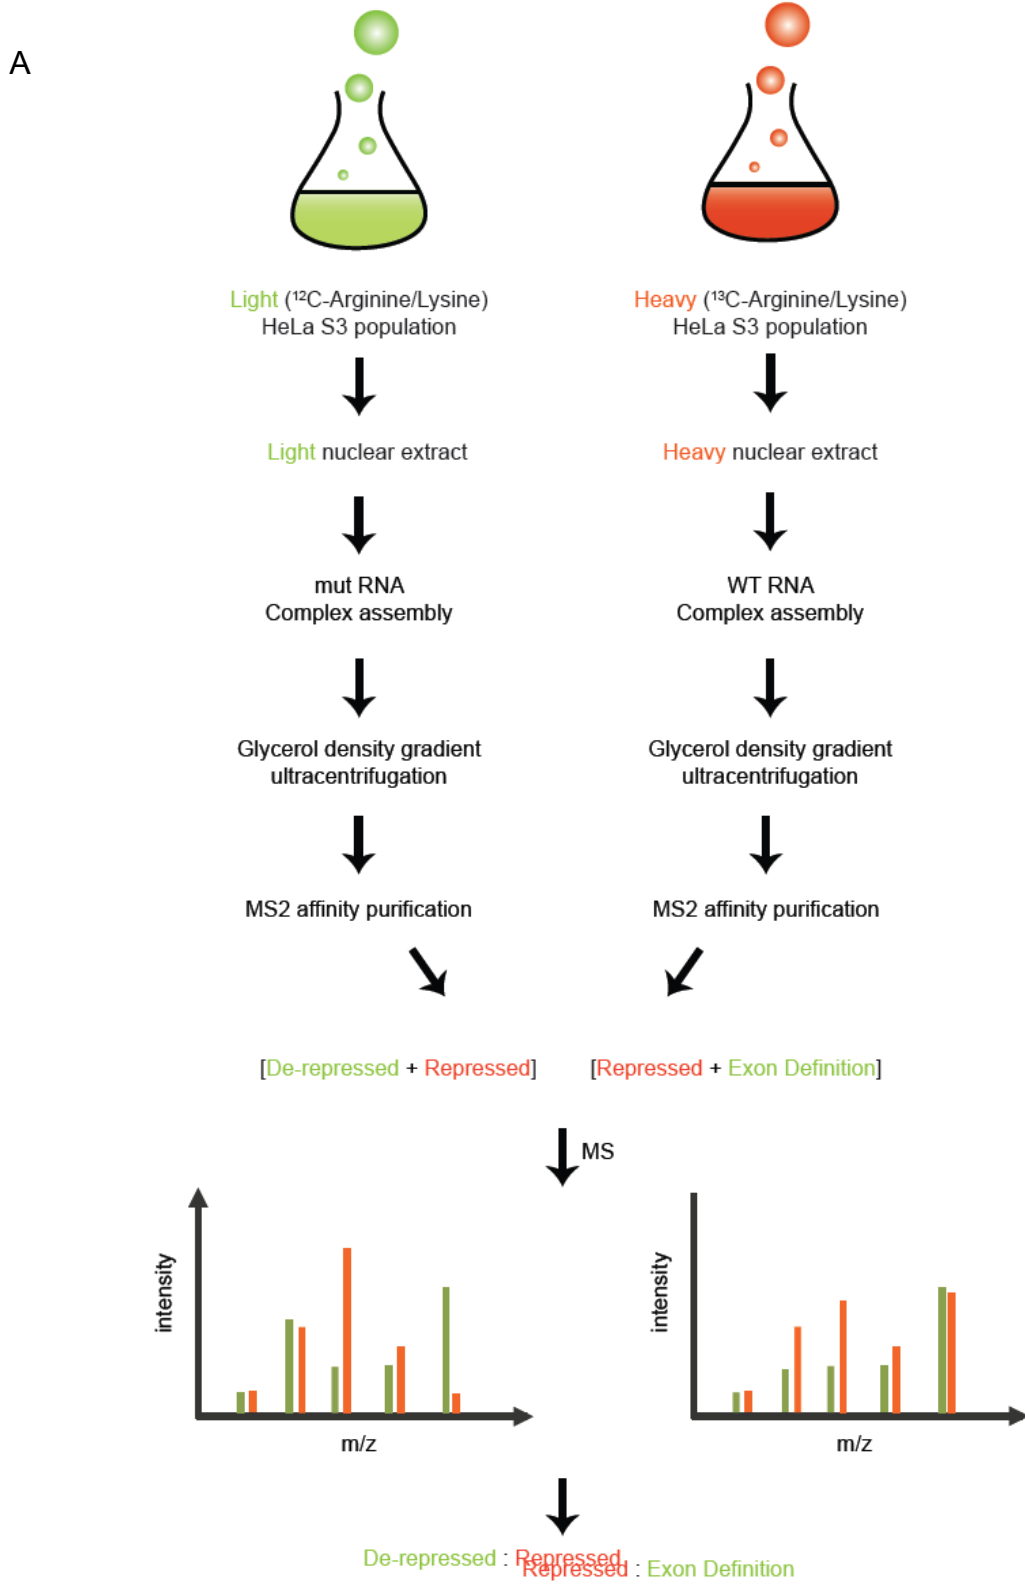 A
Light (¹²C-Arginine/Lysine)
HeLa S3 population
Heavy (¹³C-Arginine/Lysine)
HeLa S3 population
Light nuclear extract
Heavy nuclear extract
mut RNA
Complex assembly
WT RNA
Complex assembly
Glycerol density gradient
ultracentrifugation
Glycerol density gradient
ultracentrifugation
MS2 affinity purification
MS2 affinity purification
[De-repressed + Repressed]
[Repressed + Exon Definition]
MS
intensity
m/z
intensity
m/z
De-repressed : Repressed
Repressed : Exon Definition